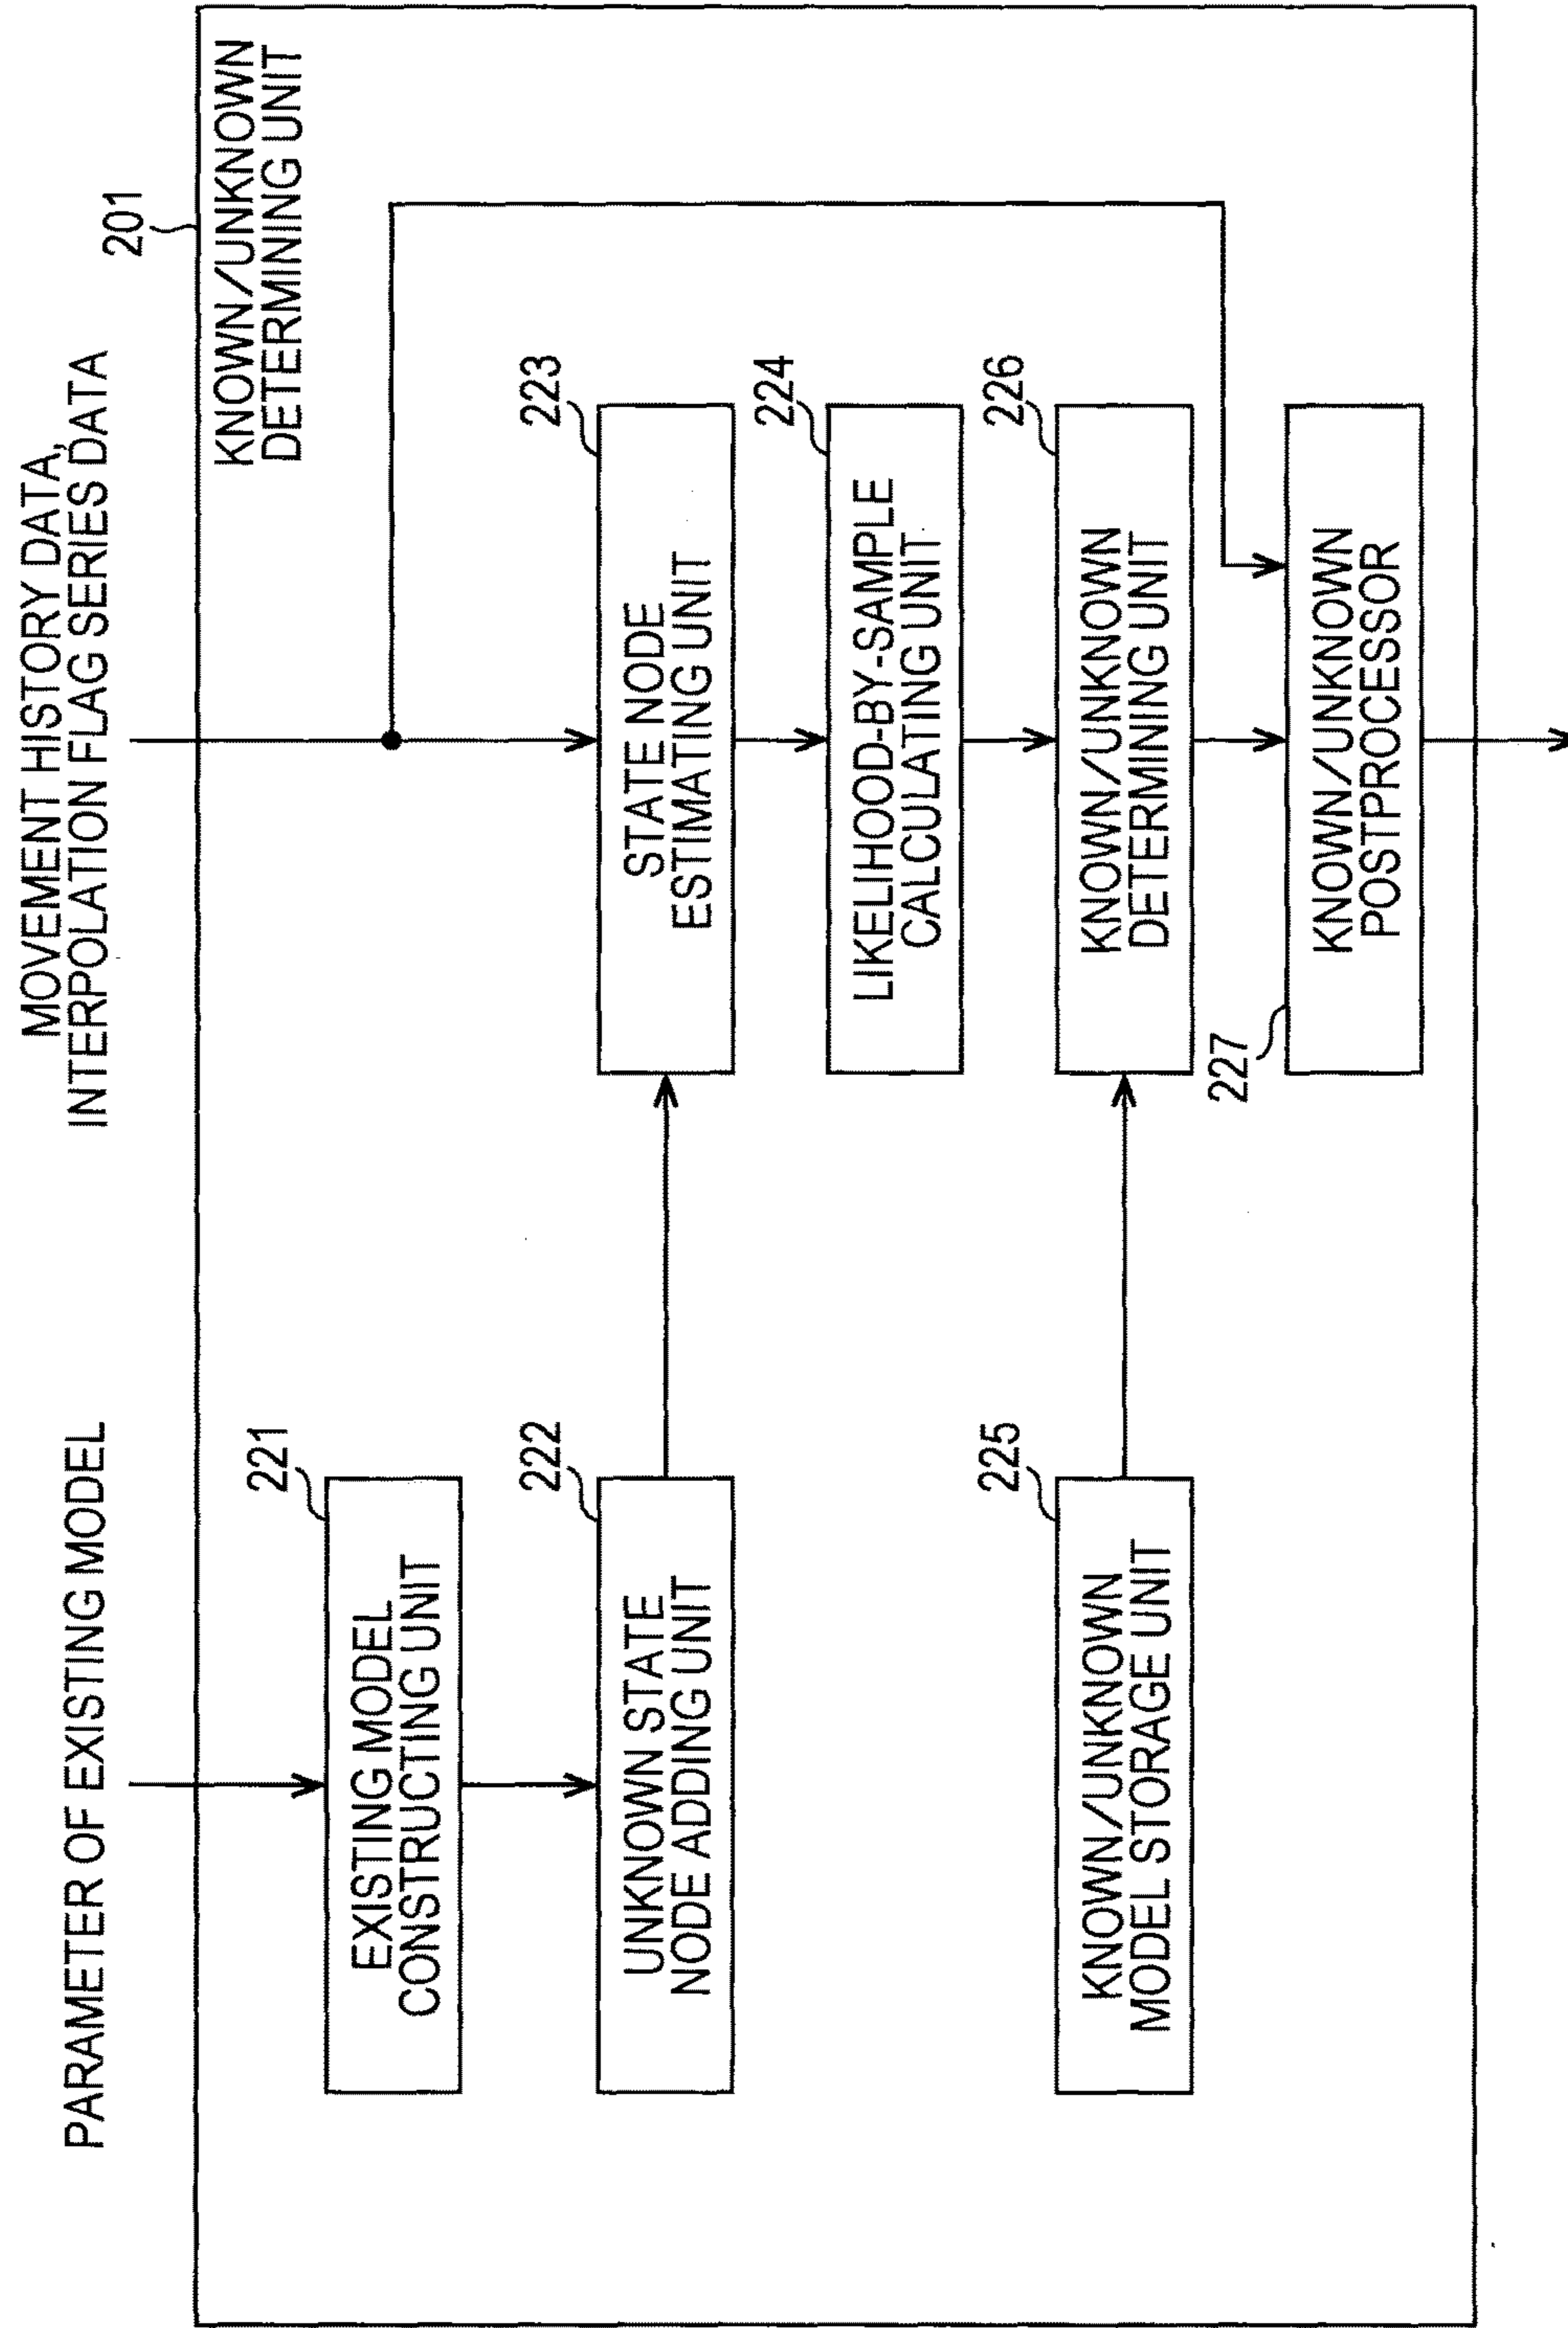 PARAMETER OF EXISTING MODEL
MOVEMENT HISTORY DATA,
INTERPOLATION FLAG SERIES DATA
201
KNOWN/UNKNOWN
DETERMINING UNIT
221
EXISTING MODEL
CONSTRUCTING UNIT
222
UNKNOWN STATE
NODE ADDING UNIT
223
STATE NODE
ESTIMATING UNIT
224
LIKELIHOOD-BY-SAMPLE
CALCULATING UNIT
225
KNOWN/UNKNOWN
MODEL STORAGE UNIT
226
KNOWN/UNKNOWN
DETERMINING UNIT
227
KNOWN/UNKNOWN
POSTPROCESSOR